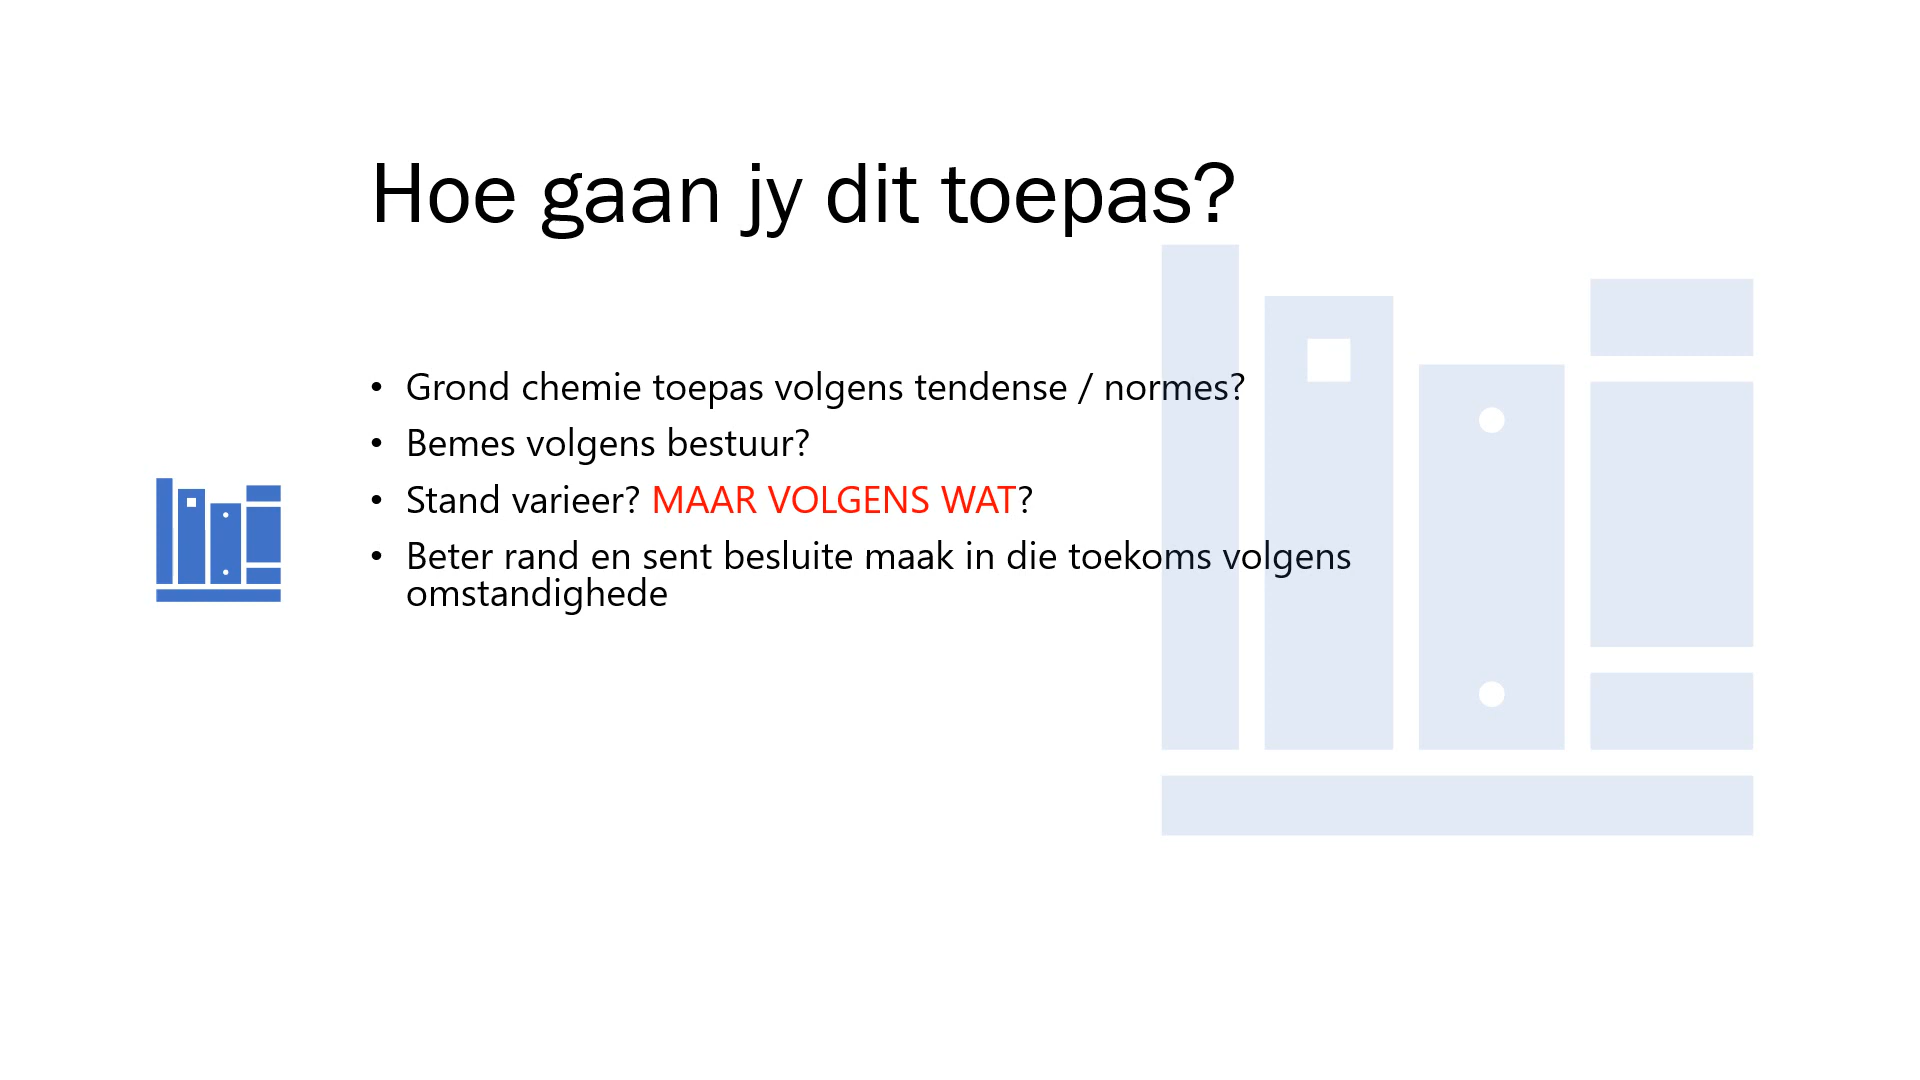 Hoe gaan jy dit toepas?
• Grond chemie toepas volgens tendense / normes?
• Bemes volgens bestuur?
• Stand varieer? MAAR VOLGENS WAT?
• Beter rand en sent besluite maak in die toekoms volgens
omstandighede